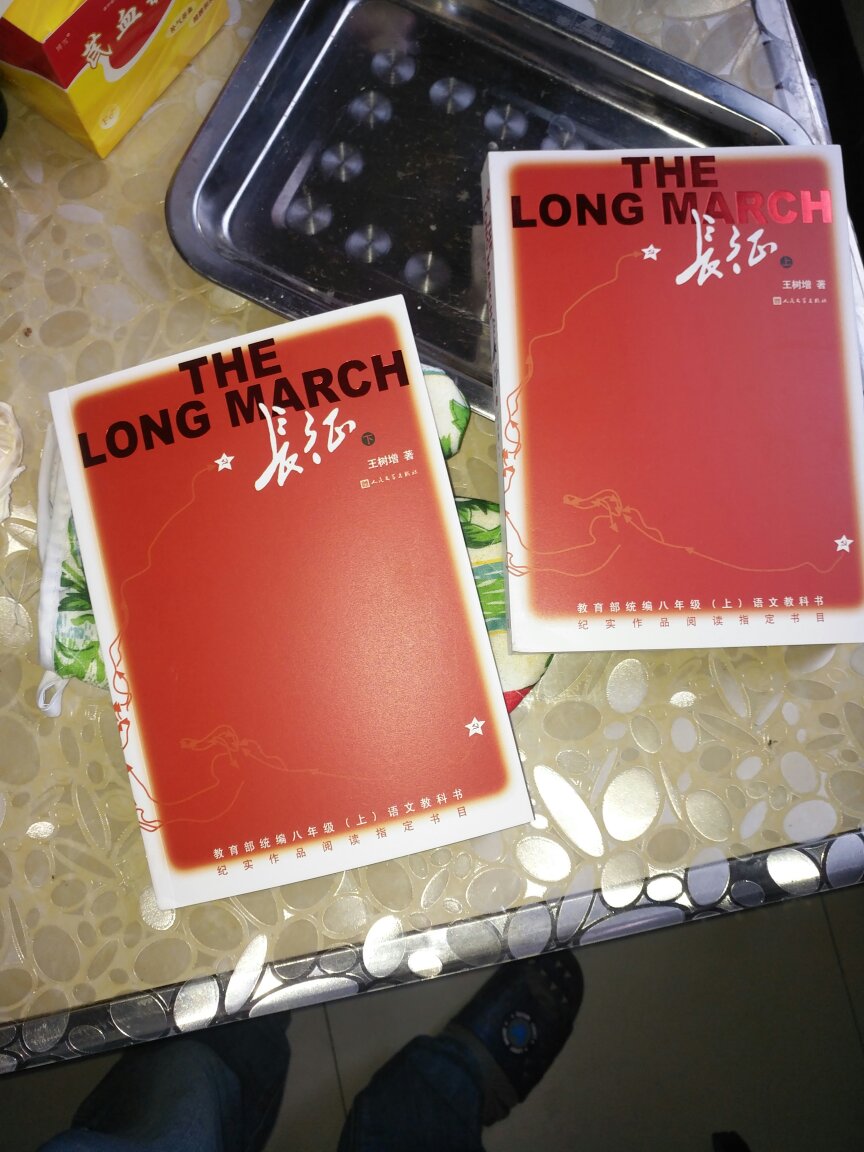 THE
LONG MARCH
長征
上
王树增 著
人民文学出版社
教育部统编八年级（上）语文教科书
纪实作品阅读指定书目
THE
LONG MARCH
長征
下
王树增 著
人民文学出版社
教育部统编八年级（上）语文教科书
纪实作品阅读指定书目